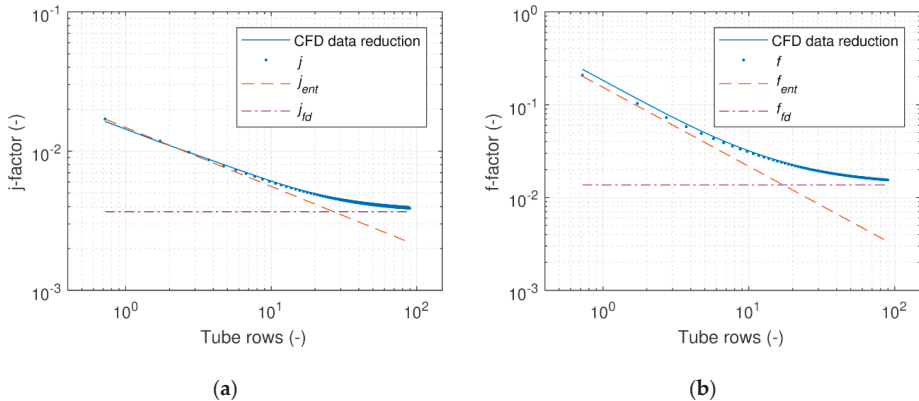 10^-1
10^-2
10^-3
j-factor (-)
10^0
10^1
10^2
Tube rows (-)
CFD data reduction
j
j_ent
j_fd
(a)
10^0
10^-1
10^-2
10^-3
f-factor (-)
10^0
10^1
10^2
Tube rows (-)
CFD data reduction
f
f_ent
f_fd
(b)